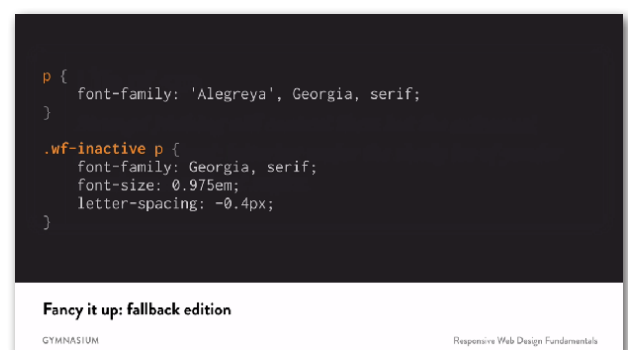 p {
font-family: 'Alegreya', Georgia, serif;
}
.wf-inactive p {
font-family: Georgia, serif;
font-size: 0.975em;
letter-spacing: -0.4px;
}
Fancy it up: fallback edition
GYMNASIUM
Responsive Web Design Fundamentals